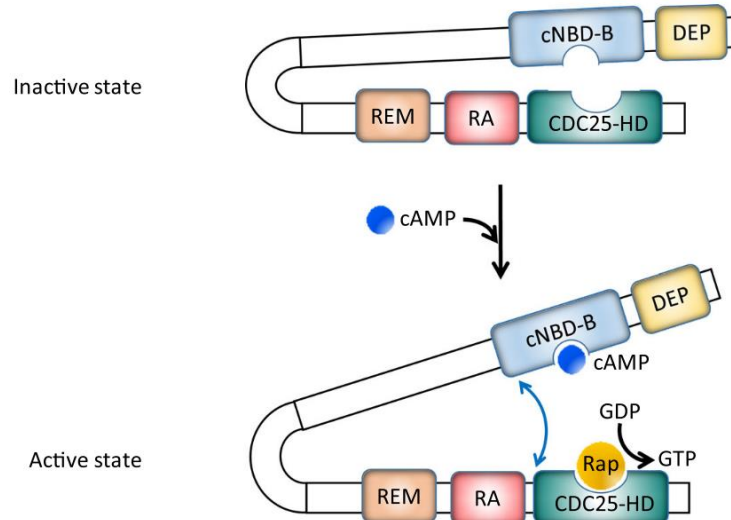 cNBD-B
DEP
Inactive state
REM
RA
CDC25-HD
cAMP
DEP
cNBD-B
cAMP
GDP
Active state
Rap
GTP
REM
RA
CDC25-HD